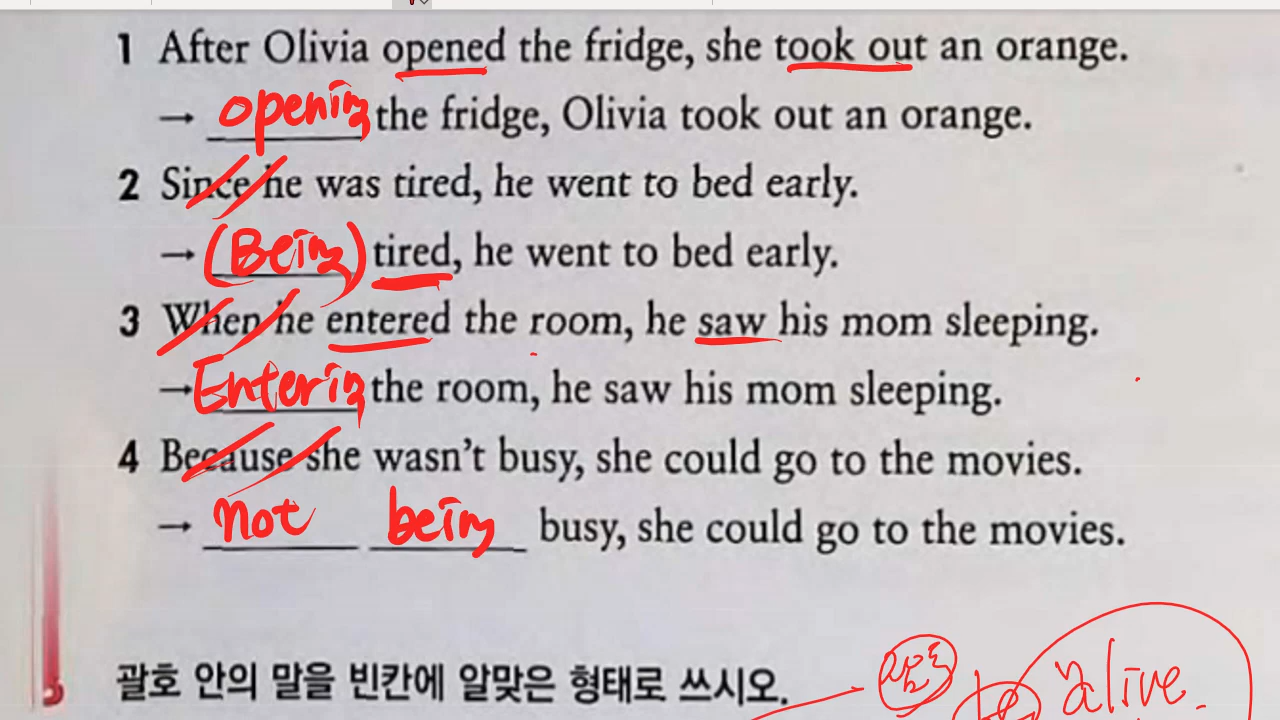 1 After Olivia opened the fridge, she took out an orange.
→ opening the fridge, Olivia took out an orange.
2 Since he was tired, he went to bed early.
→ (Being) tired, he went to bed early.
3 When he entered the room, he saw his mom sleeping.
→ Entering the room, he saw his mom sleeping.
4 Because she wasn't busy, she could go to the movies.
→ not being busy, she could go to the movies.
괄호 안의 말을 빈칸에 알맞은 형태로 쓰시오.
alive